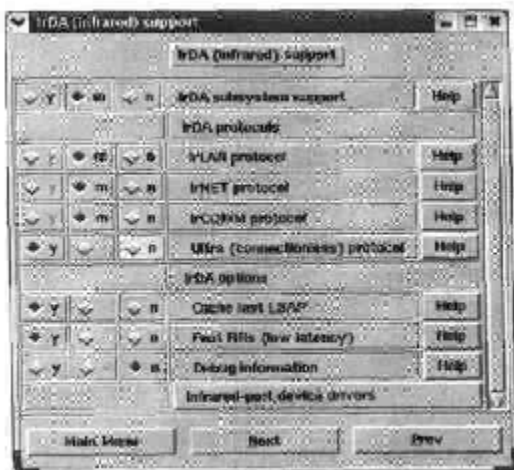 IrDA (infrared) support
IrDA (infrared) support
y m n IrDA subsystem support Help
IrDA protocols
y m n IrLAN protocol Help
y m n IrNET protocol Help
y m n IrCOMM protocol Help
y n Ultra (connectionless) protocol Help
IrDA options
y n Cache last LSAP Help
y n Fast RRs (low latency) Help
y n Debug information Help
Infrared-port device drivers
Main Menu Next Prev